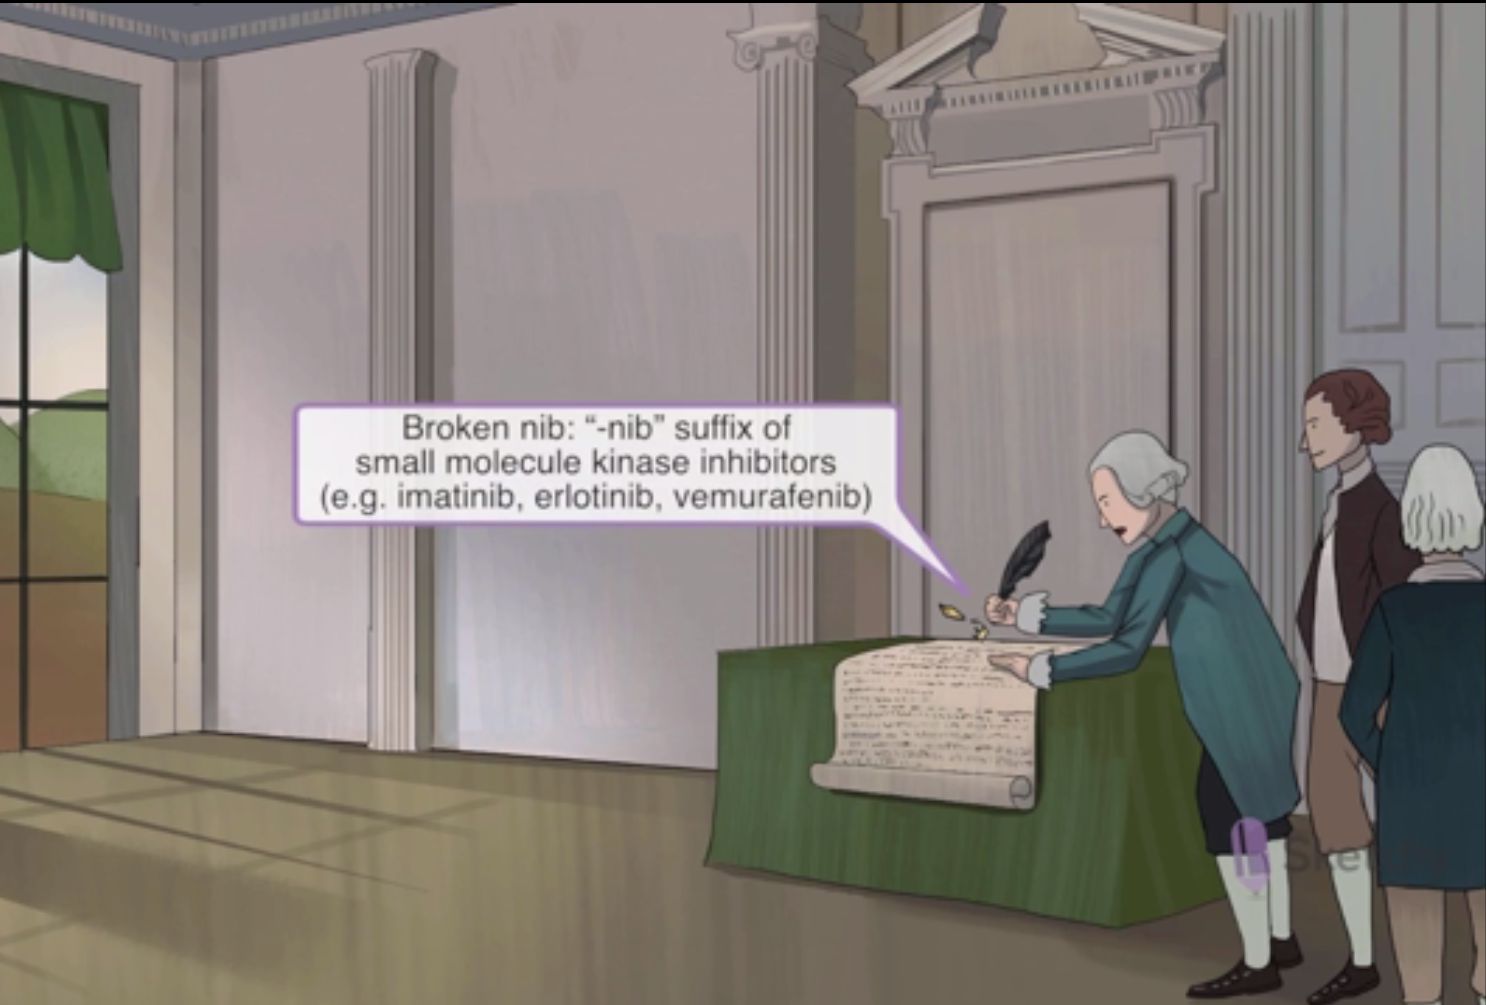 Broken nib: “-nib” suffix of
small molecule kinase inhibitors
(e.g. imatinib, erlotinib, vemurafenib)